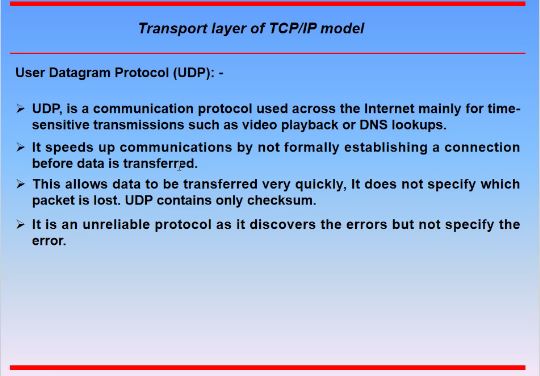 Transport layer of TCP/IP model
User Datagram Protocol (UDP): -
➢ UDP, is a communication protocol used across the Internet mainly for time-
sensitive transmissions such as video playback or DNS lookups.
➢ It speeds up communications by not formally establishing a connection
before data is transferred.
➢ This allows data to be transferred very quickly, It does not specify which
packet is lost. UDP contains only checksum.
➢ It is an unreliable protocol as it discovers the errors but not specify the
error.